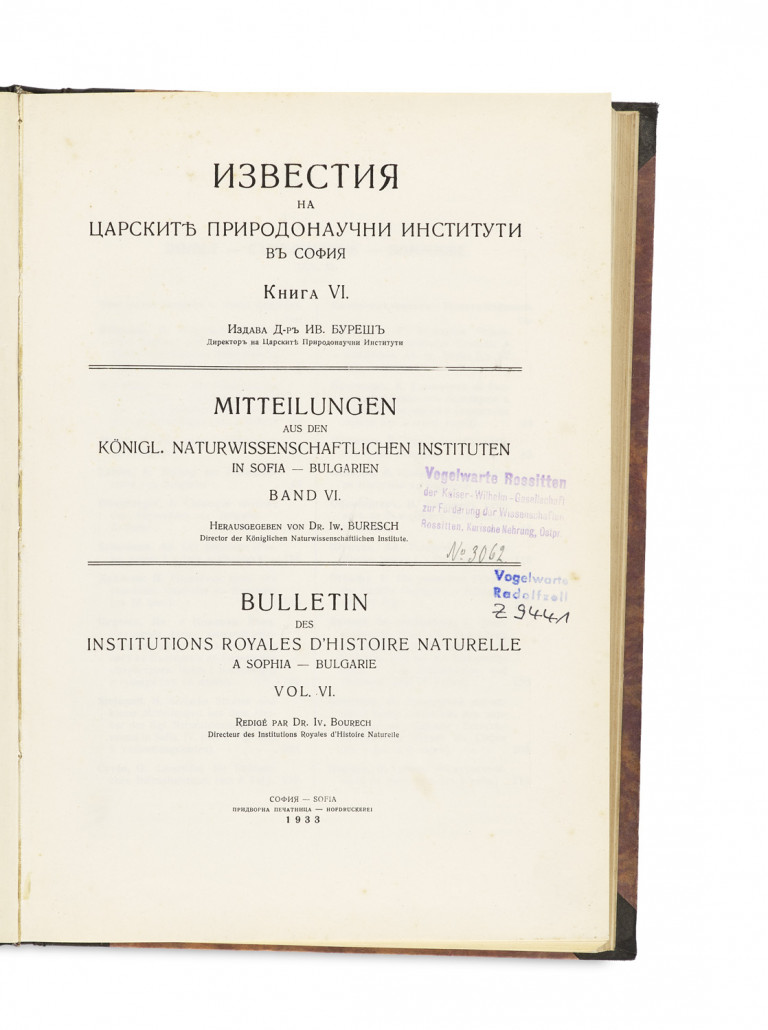 ИЗВЕСТИЯ
НА
ЦАРСКИТѢ ПРИРОДОНАУЧНИ ИНСТИТУТИ
ВЪ СОФИЯ
Книга VI.
Издава Д-ръ ИВ. БУРЕШЪ
Директоръ на Царскитѣ Природонаучни Институти
MITTEILUNGEN
AUS DEN
KÖNIGL. NATURWISSENSCHAFTLICHEN INSTITUTEN
IN SOFIA — BULGARIEN
BAND VI.
Herausgegeben von Dr. Iw, BURESCH
Director der Königlichen Naturwissenschaftlichen Institute.
Vogelwarte Rossitten
der Kaiser-Wilhelm-Gesellschaft
zur Förderung der Wissenschaften
Rossitten, Kurische Nehrung, Ostpr.
No 3062
Vogelwarte
Radolfzell
Z 9441
BULLETIN
DES
INSTITUTIONS ROYALES D'HISTOIRE NATURELLE
A SOPHIA — BULGARIE
VOL. VI.
Redigé par Dr. Iv, Bourech
Directeur des Institutions Royales d'Histoire Naturelle
СОФИЯ — SOFIA
ПРИДВОРНА ПЕЧАТНИЦА — HOFDRUCKEREI
1933